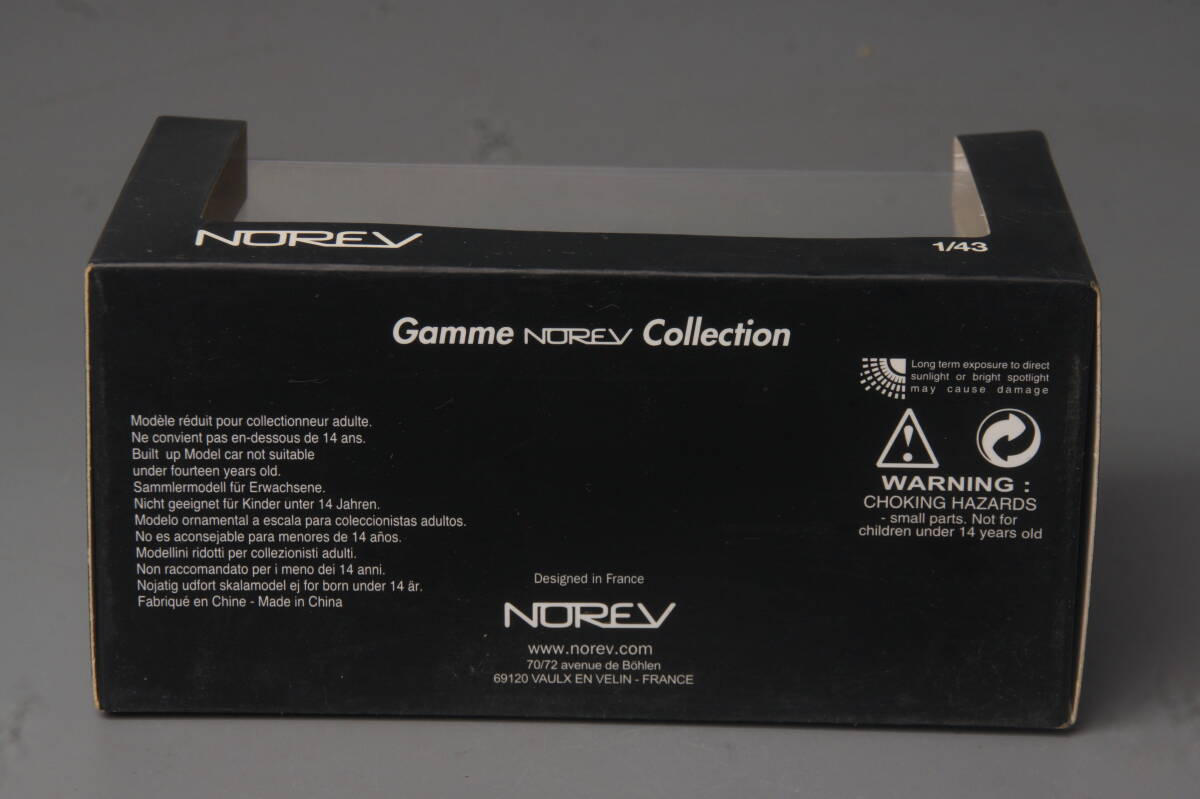 NOREV
1/43
Gamme NOREV Collection
Long term exposure to direct
sunlight or bright spotlight
may cause damage
Modèle réduit pour collectionneur adulte.
Ne convient pas en-dessous de 14 ans.
Built up Model car not suitable
under fourteen years old.
Sammlermodell für Erwachsene.
Nicht geeignet für Kinder unter 14 Jahren.
Modelo ornamental a escala para coleccionistas adultos.
No es aconsejable para menores de 14 años.
Modellini ridotti per collezionisti adulti.
Non raccomandato per i meno dei 14 anni.
Nojatig udfort skalamodel ej for born under 14 är.
Fabriqué en Chine - Made in China
WARNING :
CHOKING HAZARDS
- small parts. Not for
children under 14 years old
Designed in France
NOREV
www.norev.com
70/72 avenue de Böhlen
69120 VAULX EN VELIN - FRANCE